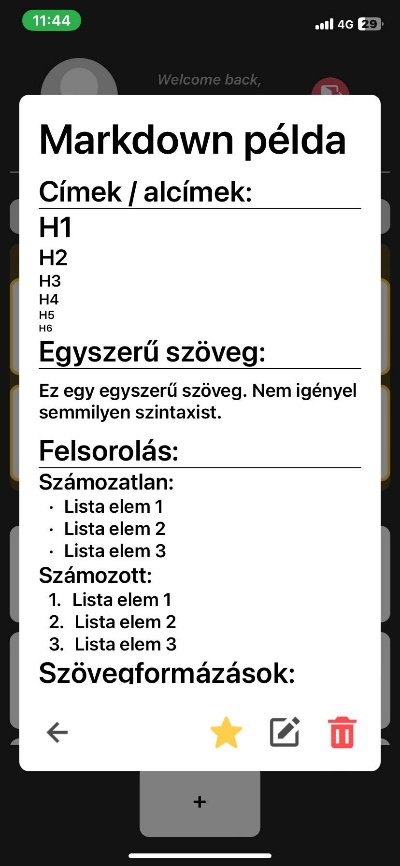 11:44
4G 29
Welcome back,
Markdown példa
Címek / alcímek:
H1
H2
H3
H4
H5
H6
Egyszerű szöveg:
Ez egy egyszerű szöveg. Nem igényel
semmilyen szintaxist.
Felsorolás:
Számozatlan:
· Lista elem 1
· Lista elem 2
· Lista elem 3
Számozott:
1. Lista elem 1
2. Lista elem 2
3. Lista elem 3
Szövegformázások:
+